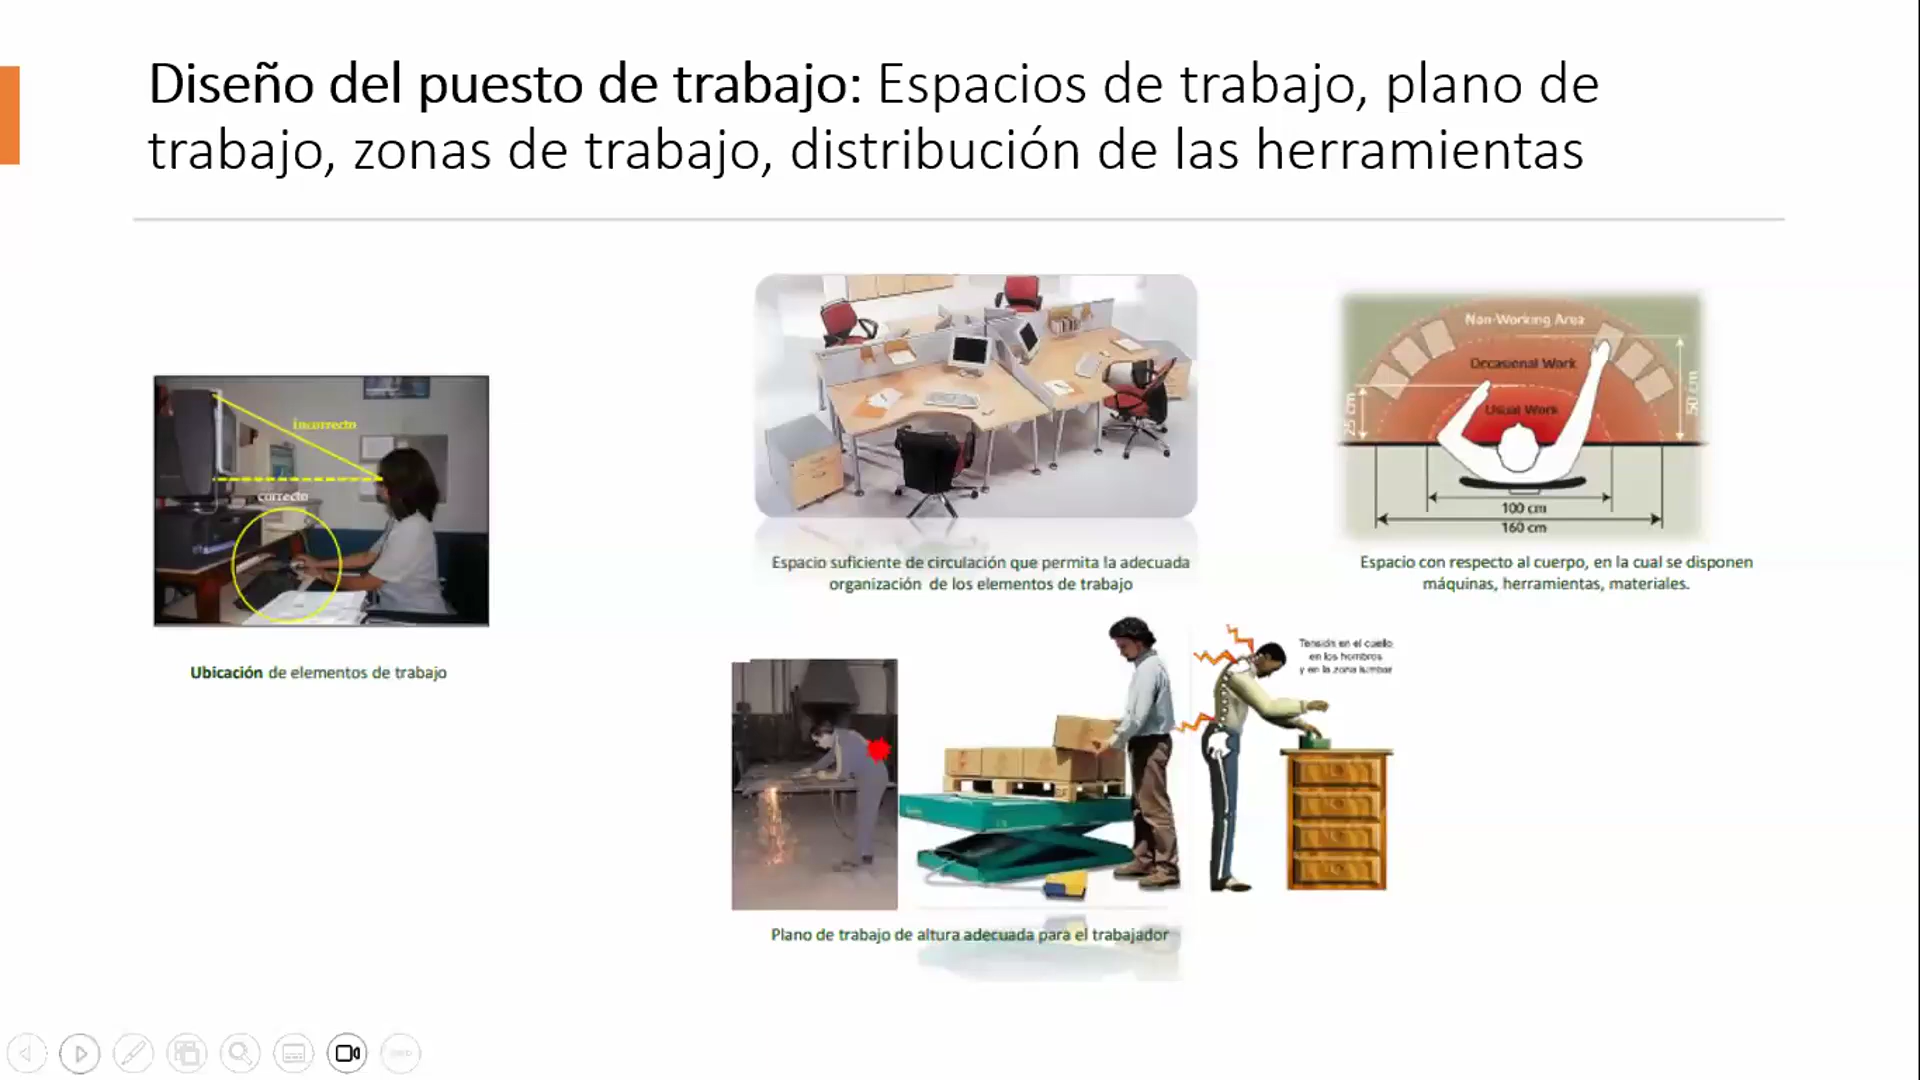 Diseño del puesto de trabajo: Espacios de trabajo, plano de
trabajo, zonas de trabajo, distribución de las herramientas
incorrecto
correcto
Ubicación de elementos de trabajo
Espacio suficiente de circulación que permita la adecuada
organización de los elementos de trabajo
Non-Working Area
Occasional Work
Usual Work
25 cm
50 cm
100 cm
160 cm
Espacio con respecto al cuerpo, en la cual se disponen
máquinas, herramientas, materiales.
Tensión en el cuello
en los hombros
y en la zona lumbar
Plano de trabajo de altura adecuada para el trabajador